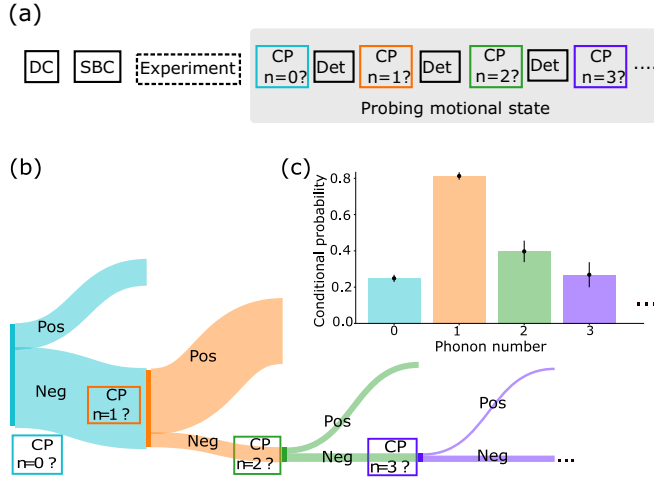 (a)
DC
SBC
Experiment
CP
n=0?
Det
CP
n=1?
Det
CP
n=2?
Det
CP
n=3?
....
Probing motional state
(b)
Pos
Neg
CP
n=0 ?
CP
n=1 ?
Pos
Neg
CP
n=2 ?
Pos
Neg
CP
n=3 ?
Pos
Neg
...
(c)
Conditional probability
0.8
0.6
0.4
0.2
0.0
0
1
2
3
...
Phonon number